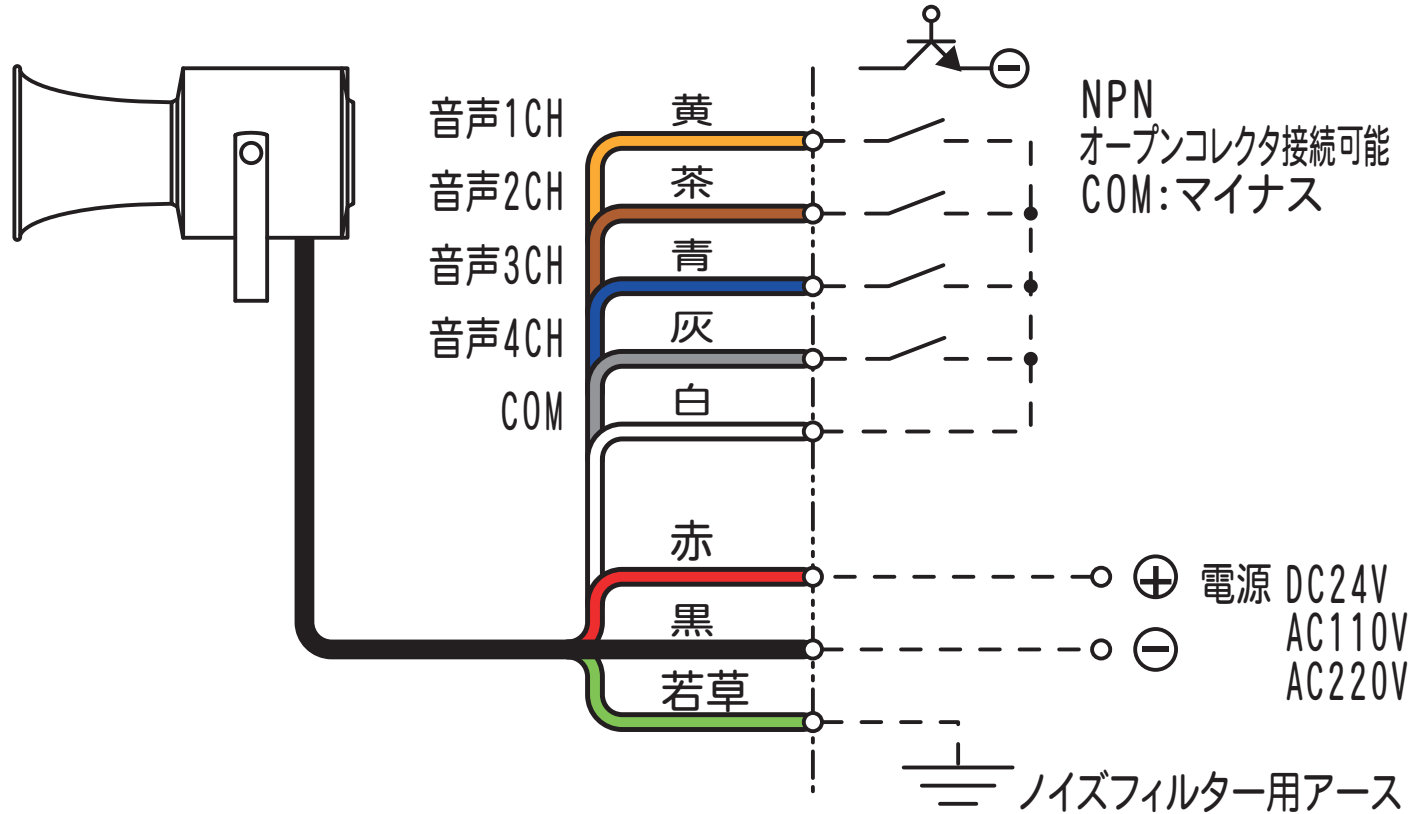 音声1CH
黄
音声2CH
茶
音声3CH
青
音声4CH
灰
COM
白
NPN
オープンコレクタ接続可能
COM:マイナス
赤
黒
若草
電源 DC24V
AC110V
AC220V
ノイズフィルター用アース